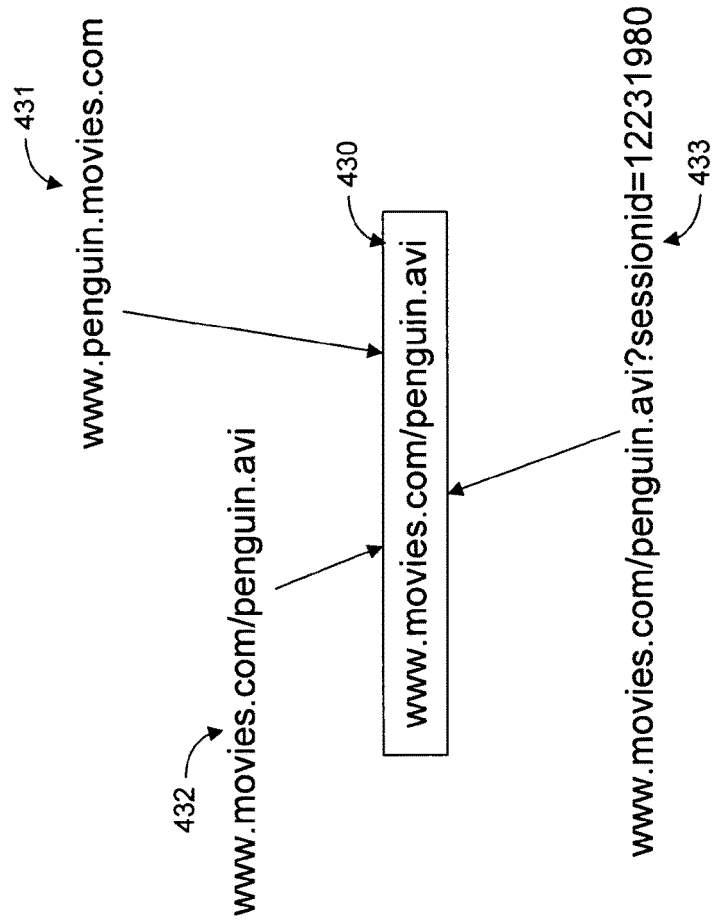 431
www.penguin.movies.com
432
www.movies.com/penguin.avi
430
www.movies.com/penguin.avi
www.movies.com/penguin.avi?sessionid=12231980
433